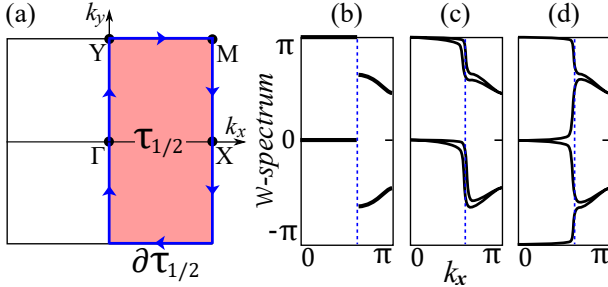 (a)
k_y
Y
M
Γ
τ_{1/2}
k_x
X
∂τ_{1/2}
(b)
(c)
(d)
W-spectrum
π
0
-π
0
π
0
π
0
π
k_x